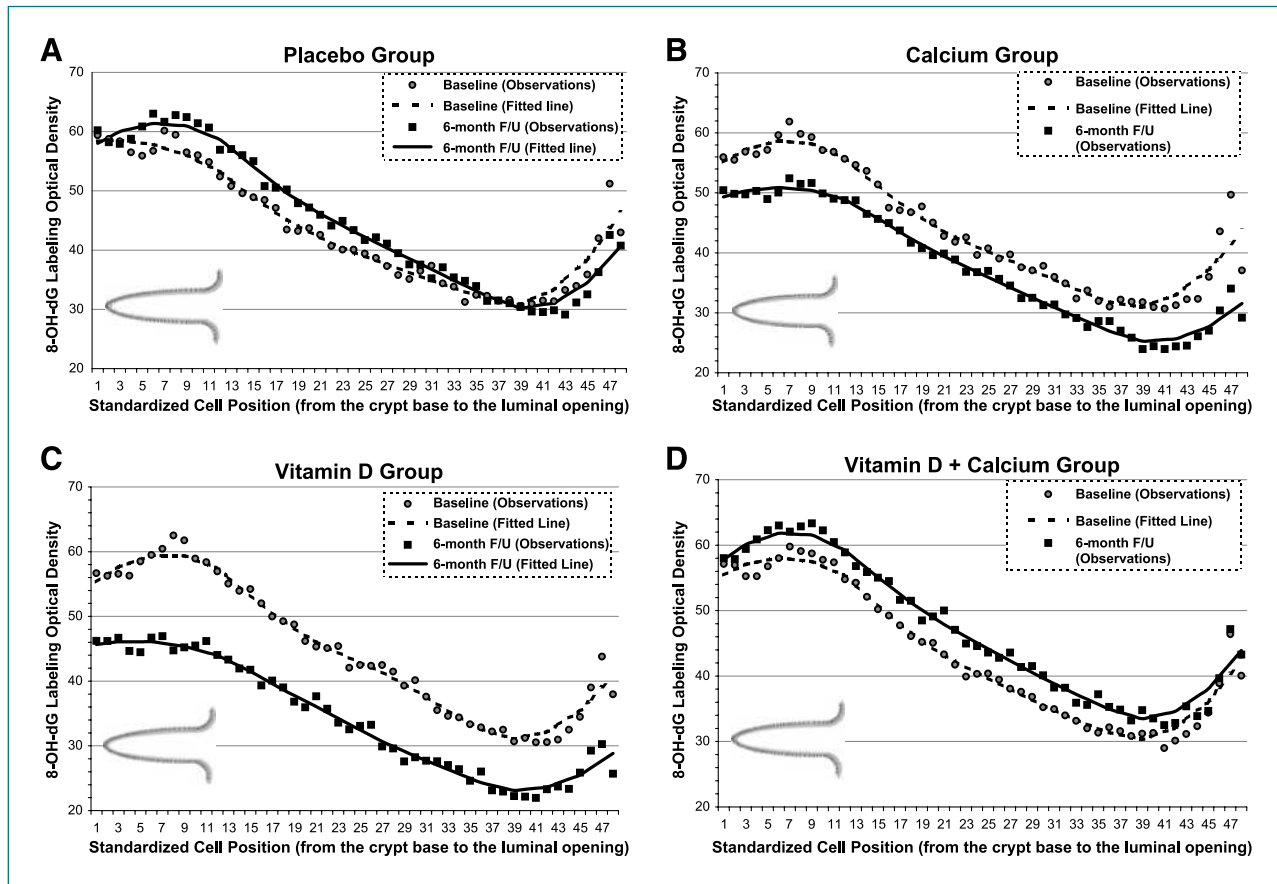 A
Placebo Group
8-OH-dG Labeling Optical Density
70
60
50
40
30
20
Baseline (Observations)
Baseline (Fitted line)
6-month F/U (Observations)
6-month F/U (Fitted line)
1 3 5 7 9 11 13 15 17 19 21 23 25 27 29 31 33 35 37 39 41 43 45 47
Standardized Cell Position (from the crypt base to the luminal opening)
B
Calcium Group
8-OH-dG Labeling Optical Density
70
60
50
40
30
20
Baseline (Observations)
Baseline (Fitted Line)
6-month F/U
(Observations)
1 3 5 7 9 11 13 15 17 19 21 23 25 27 29 31 33 35 37 39 41 43 45 47
Standardized Cell Position (from the crypt base to the luminal opening)
C
Vitamin D Group
8-OH-dG Labeling Optical Density
70
60
50
40
30
20
Baseline (Observations)
Baseline (Fitted Line)
6-month F/U (Observations)
6-month F/U (Fitted Line)
1 3 5 7 9 11 13 15 17 19 21 23 25 27 29 31 33 35 37 39 41 43 45 47
Standardized Cell Position (from the crypt base to the luminal opening)
D
Vitamin D + Calcium Group
8-OH-dG Labeling Optical Density
70
60
50
40
30
20
Baseline (Observations)
Baseline (Fitted Line)
6-month F/U
(Observations)
1 3 5 7 9 11 13 15 17 19 21 23 25 27 29 31 33 35 37 39 41 43 45 47
Standardized Cell Position (from the crypt base to the luminal opening)